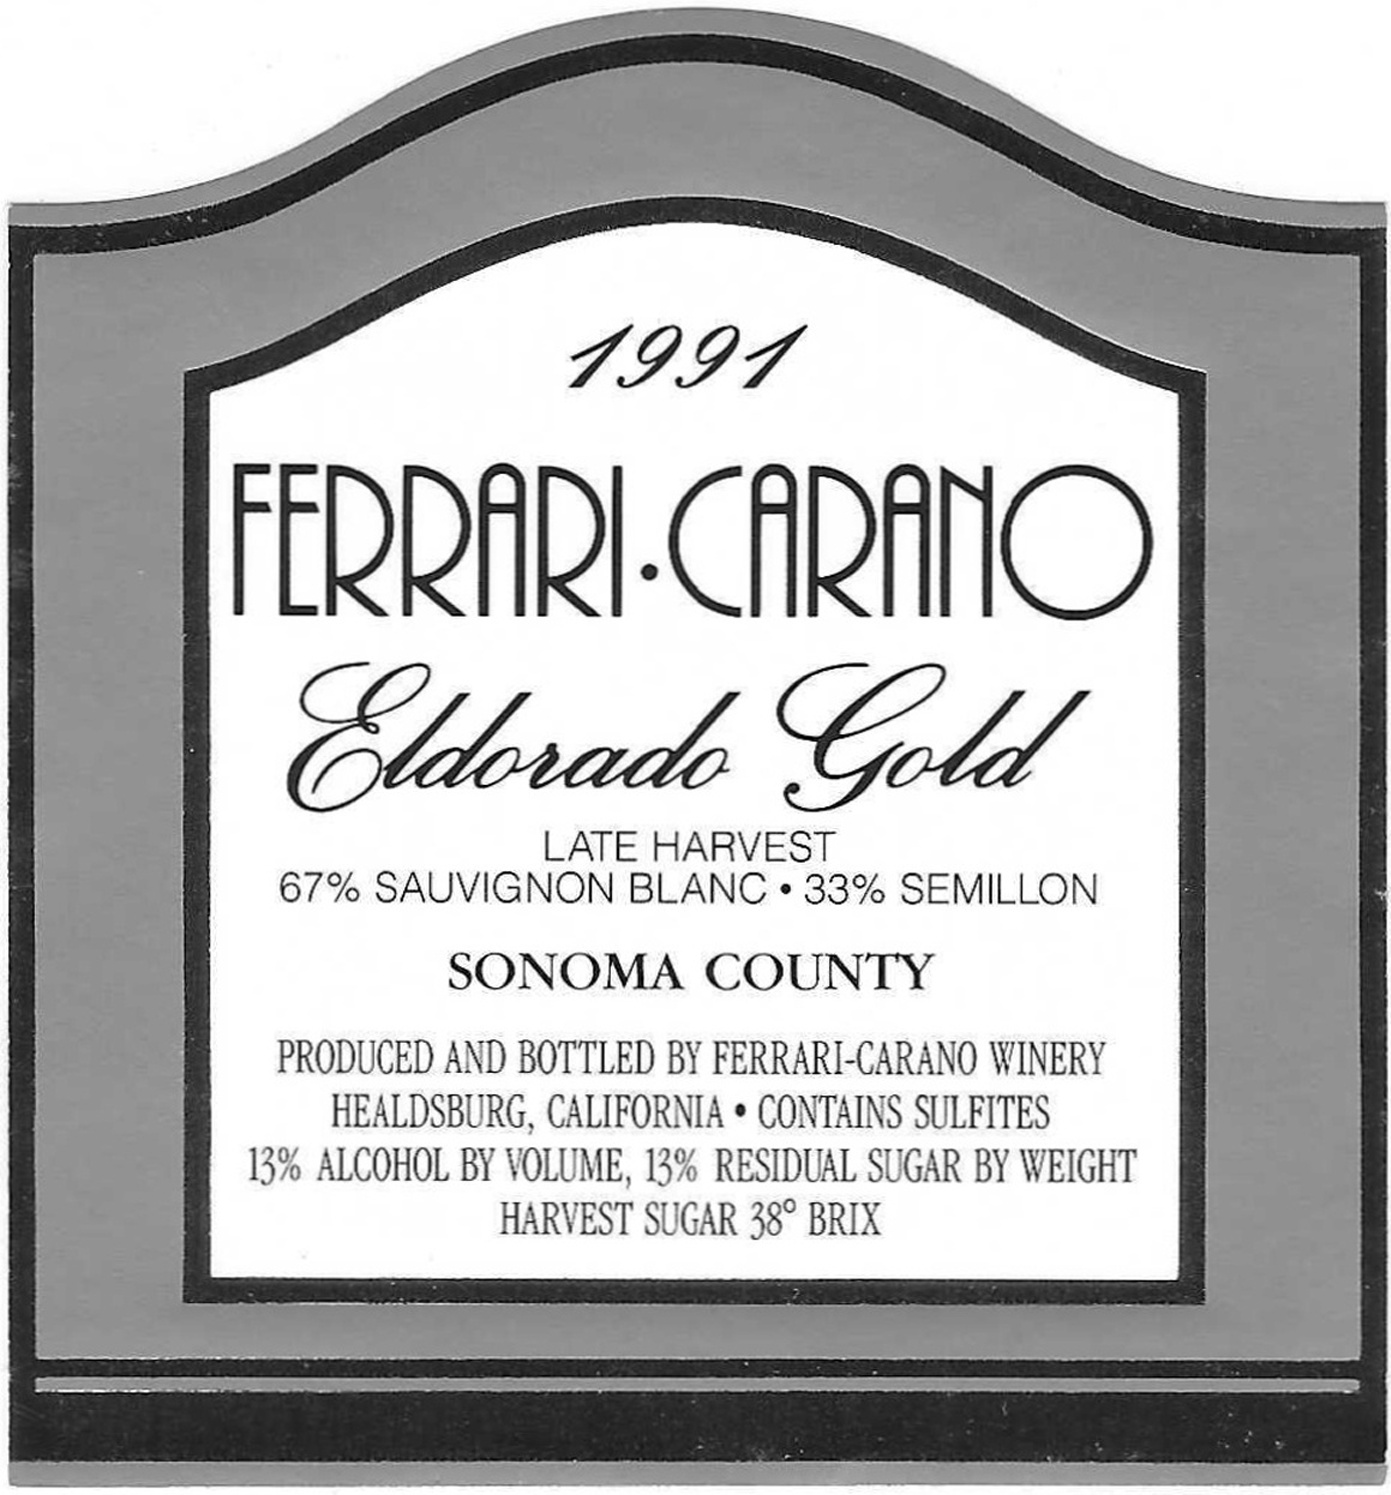 1991
FERRARI·CARANO
Eldorado Gold
LATE HARVEST
67% SAUVIGNON BLANC • 33% SEMILLON
SONOMA COUNTY
PRODUCED AND BOTTLED BY FERRARI-CARANO WINERY
HEALDSBURG, CALIFORNIA • CONTAINS SULFITES
13% ALCOHOL BY VOLUME, 13% RESIDUAL SUGAR BY WEIGHT
HARVEST SUGAR 38° BRIX